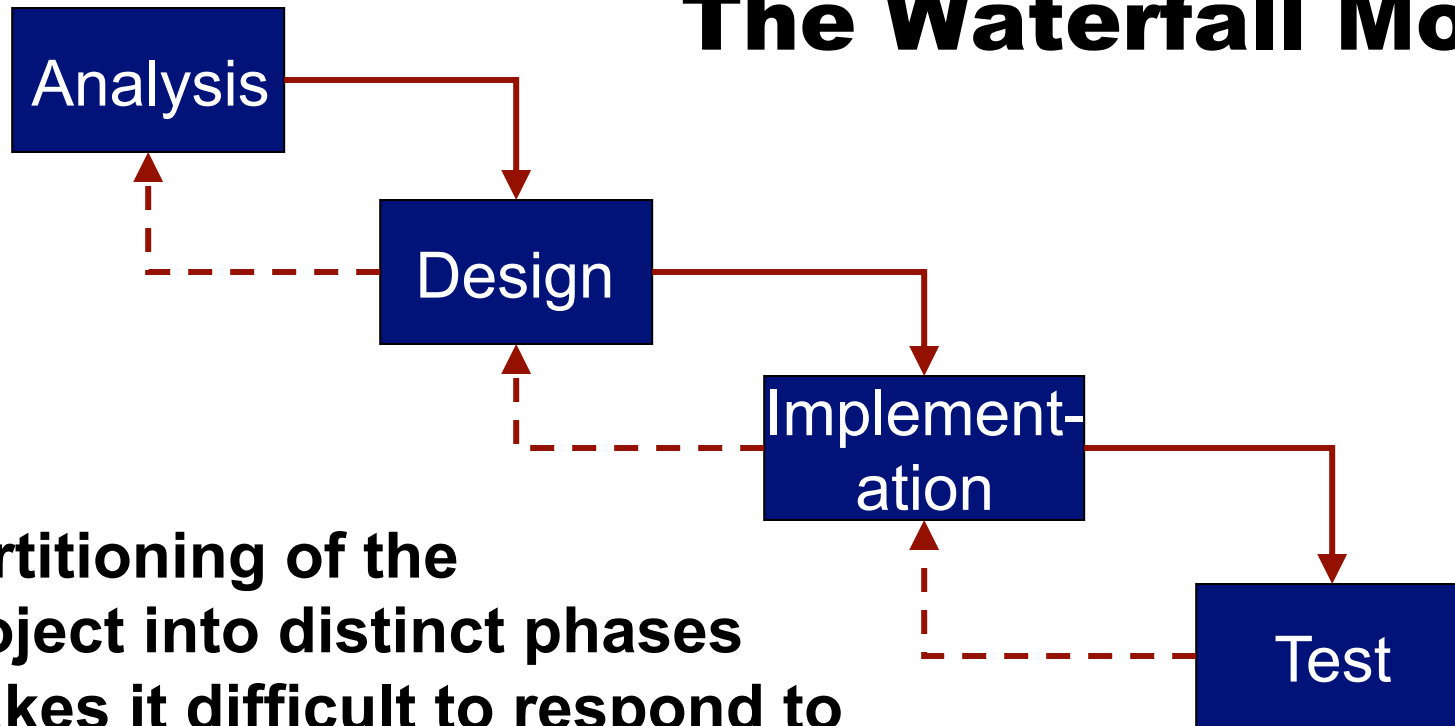 The Waterfall Mo
Analysis
Design
Implement-
ation
rtitioning of the
oject into distinct phases
Test
kes it difficult to respond to